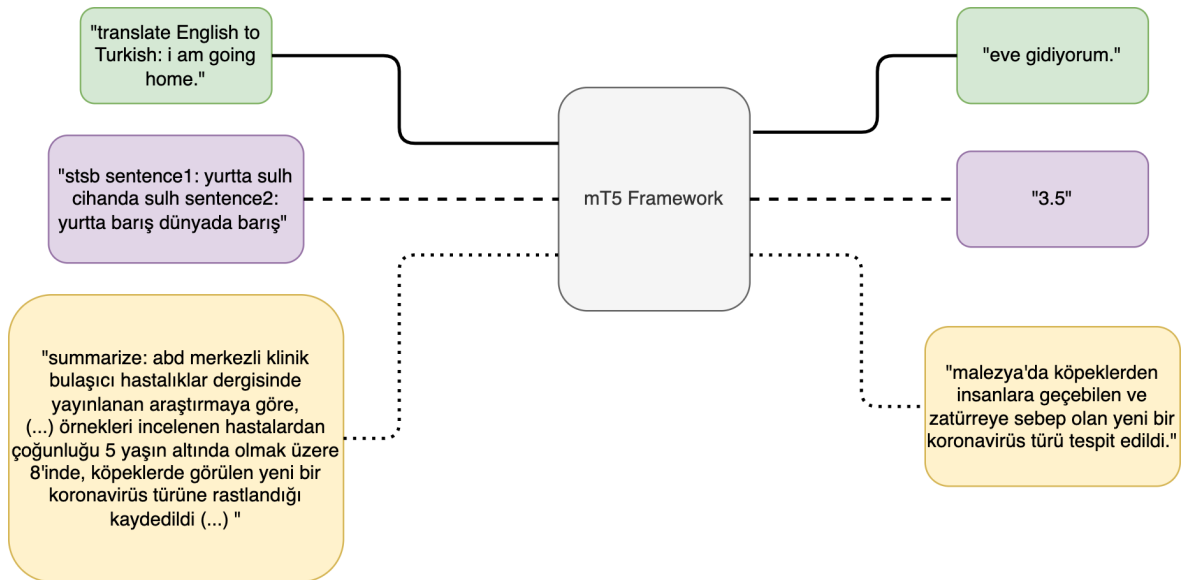 "translate English to
Turkish: i am going
home."
"eve gidiyorum."
"stsb sentence1: yurtta sulh
cihanda sulh sentence2:
yurtta barış dünyada barış"
mT5 Framework
"3.5"
"summarize: abd merkezli klinik
bulaşıcı hastalıklar dergisinde
yayınlanan araştırmaya göre,
(...) örnekleri incelenen hastalardan
çoğunluğu 5 yaşın altında olmak üzere
8'inde, köpeklerde görülen yeni bir
koronavirüs türüne rastlandığı
kaydedildi (...) "
"malezya'da köpeklerden
insanlara geçebilen ve
zatürreye sebep olan yeni bir
koronavirüs türü tespit edildi."